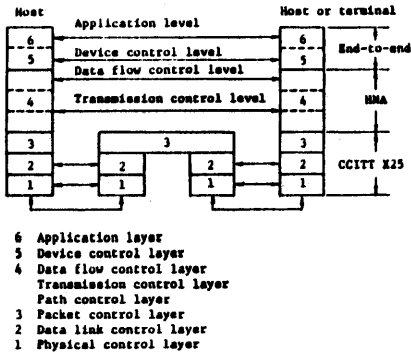 Host
Host or terminal
Application level
6 6
Device control level
End-to-end
5 5
Data flow control level
Transmission control level
4 4
HNA
3 3 3
2 2 2 2
CCITT X25
1 1 1 1
6 Application layer
5 Device control layer
4 Data flow control layer
Transmission control layer
Path control layer
3 Packet control layer
2 Data link control layer
1 Physical control layer